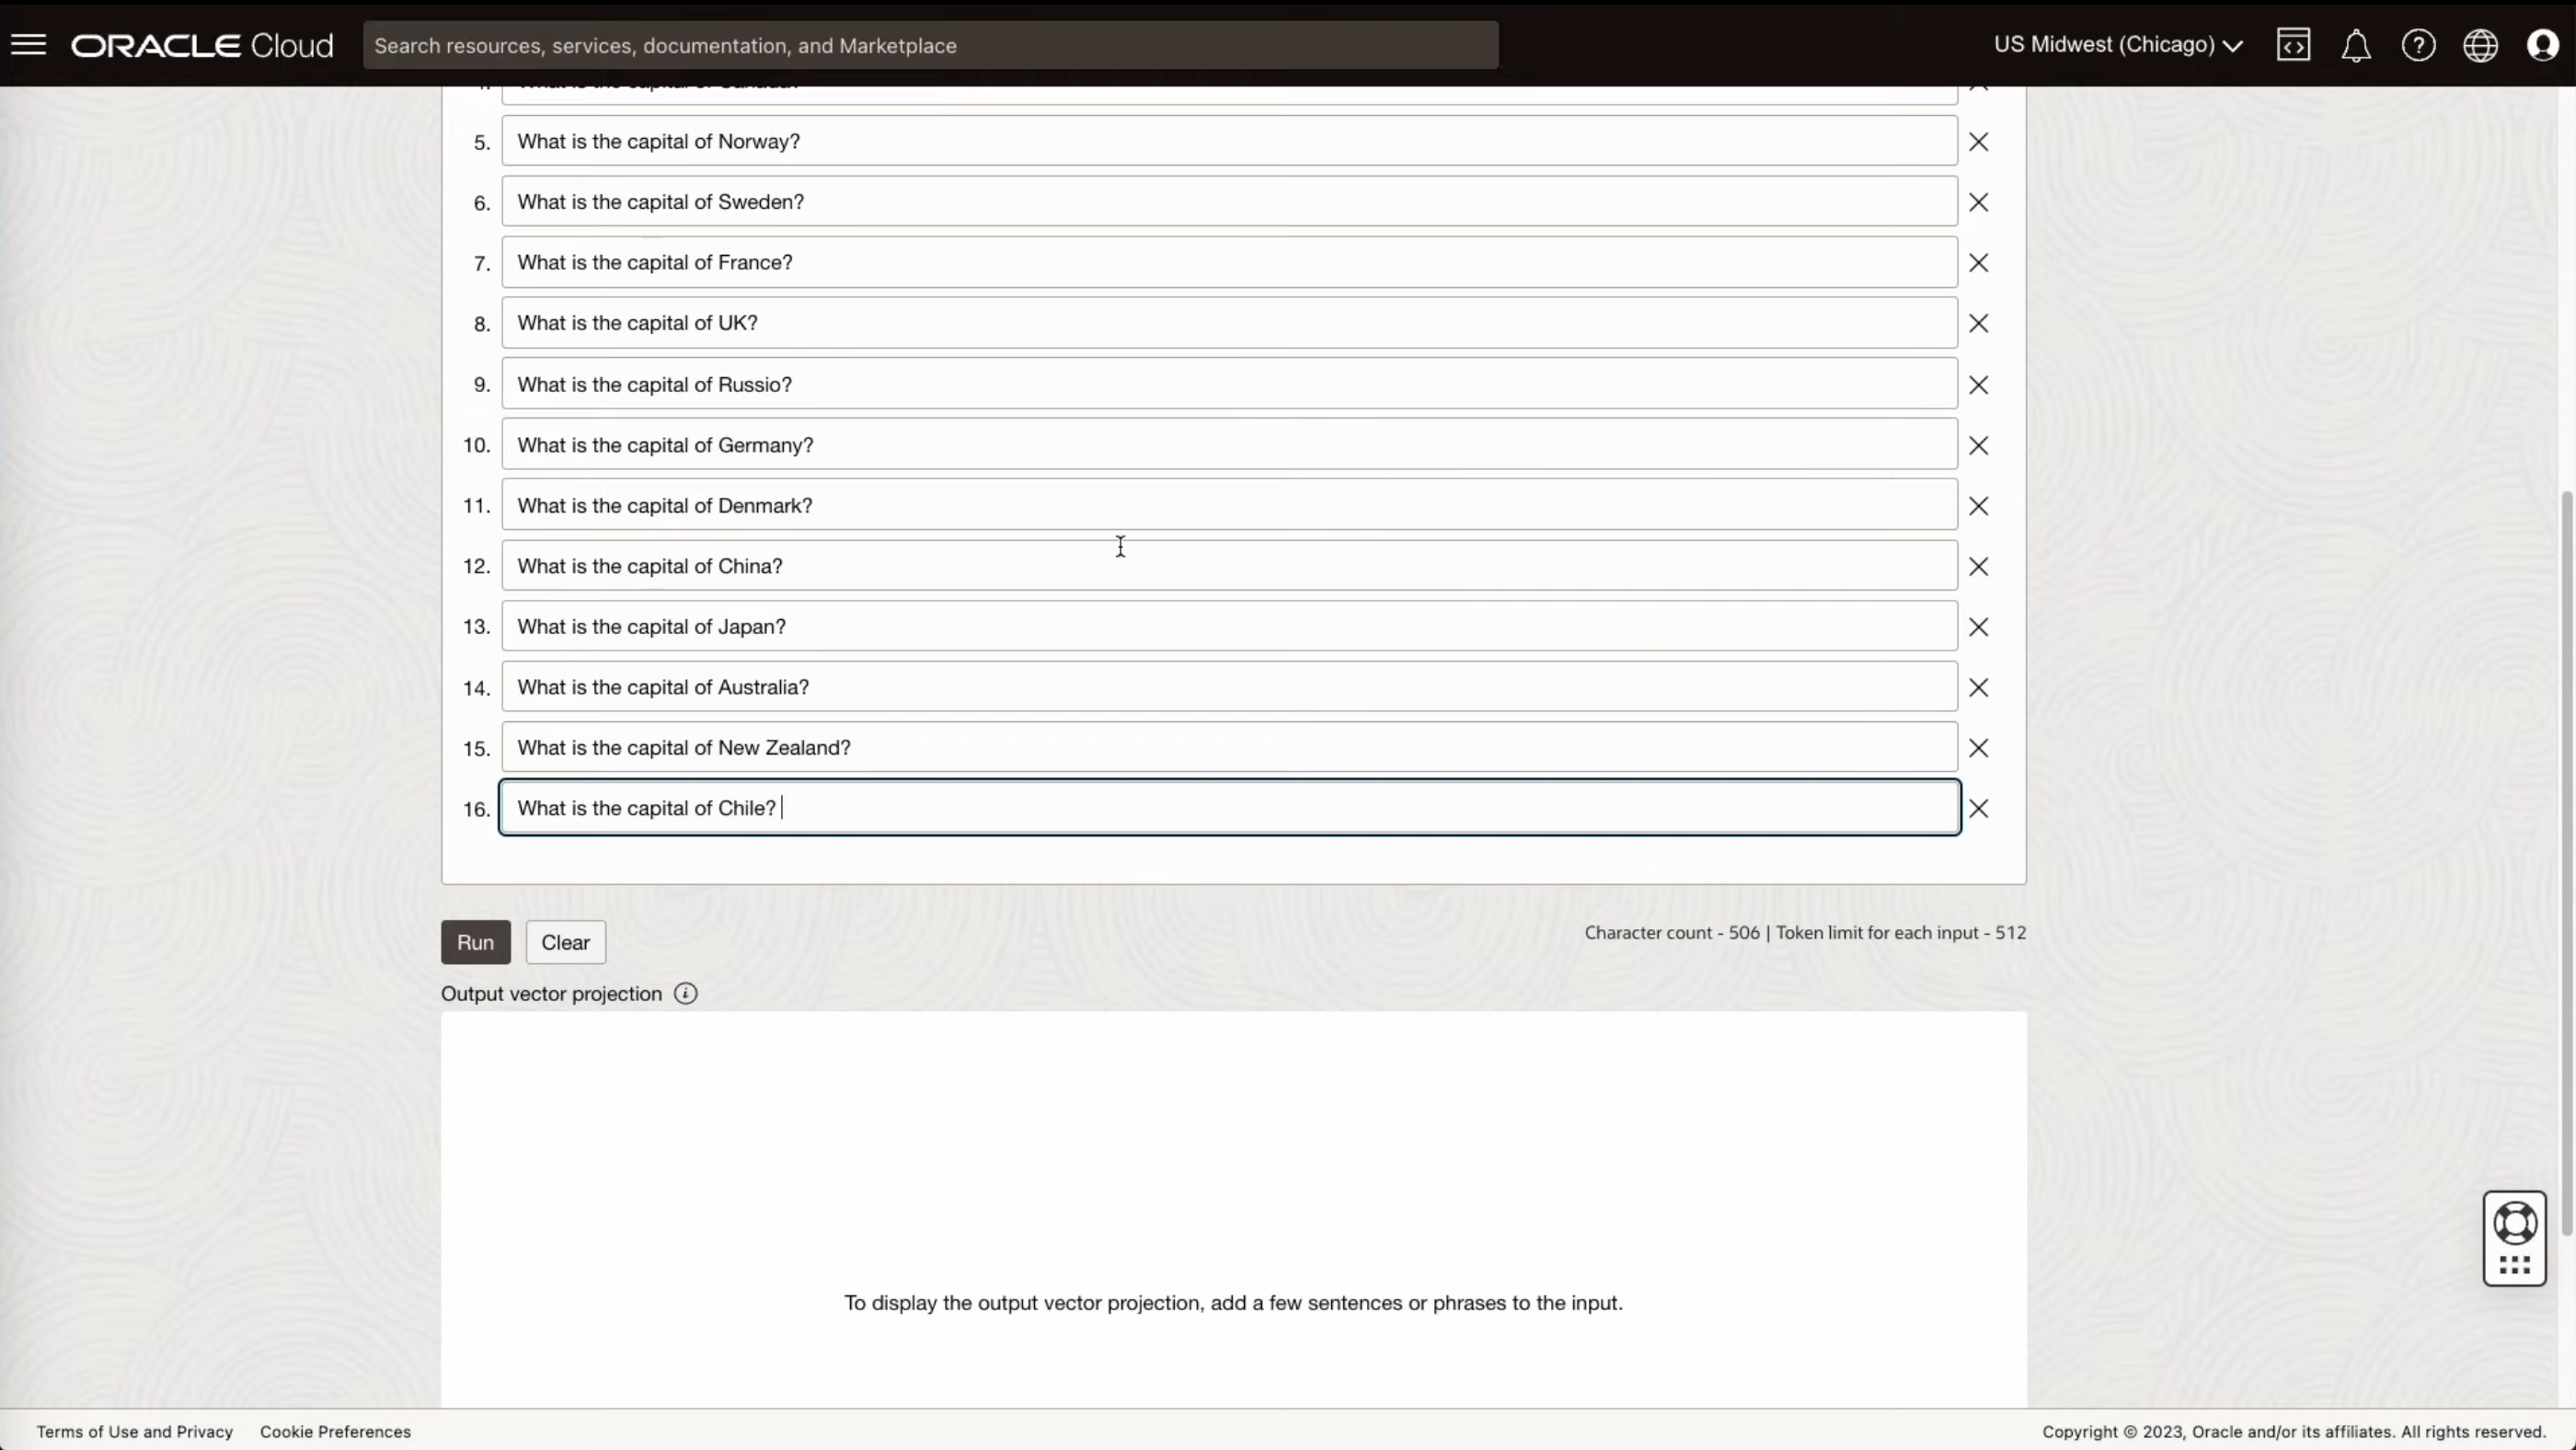 ORACLE Cloud
Search resources, services, documentation, and Marketplace
US Midwest (Chicago)
4. What is the capital of Canada?
5. What is the capital of Norway?
6. What is the capital of Sweden?
7. What is the capital of France?
8. What is the capital of UK?
9. What is the capital of Russio?
10. What is the capital of Germany?
11. What is the capital of Denmark?
12. What is the capital of China?
13. What is the capital of Japan?
14. What is the capital of Australia?
15. What is the capital of New Zealand?
16. What is the capital of Chile?
Run Clear
Character count - 506 | Token limit for each input - 512
Output vector projection
To display the output vector projection, add a few sentences or phrases to the input.
Terms of Use and Privacy Cookie Preferences
Copyright © 2023, Oracle and/or its affiliates. All rights reserved.